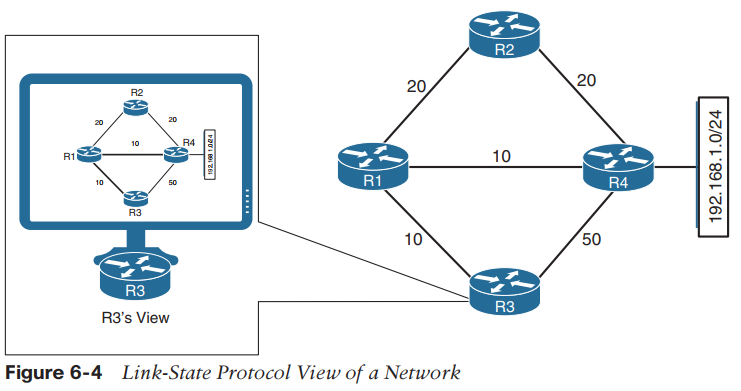 R2
20
20
R1
10
R4
192.168.1.0/24
10
50
R3
R3
R3's View
R2
20
20
R1
10
R4
192.168.1.0/24
10
50
R3
Figure 6-4 Link-State Protocol View of a Network